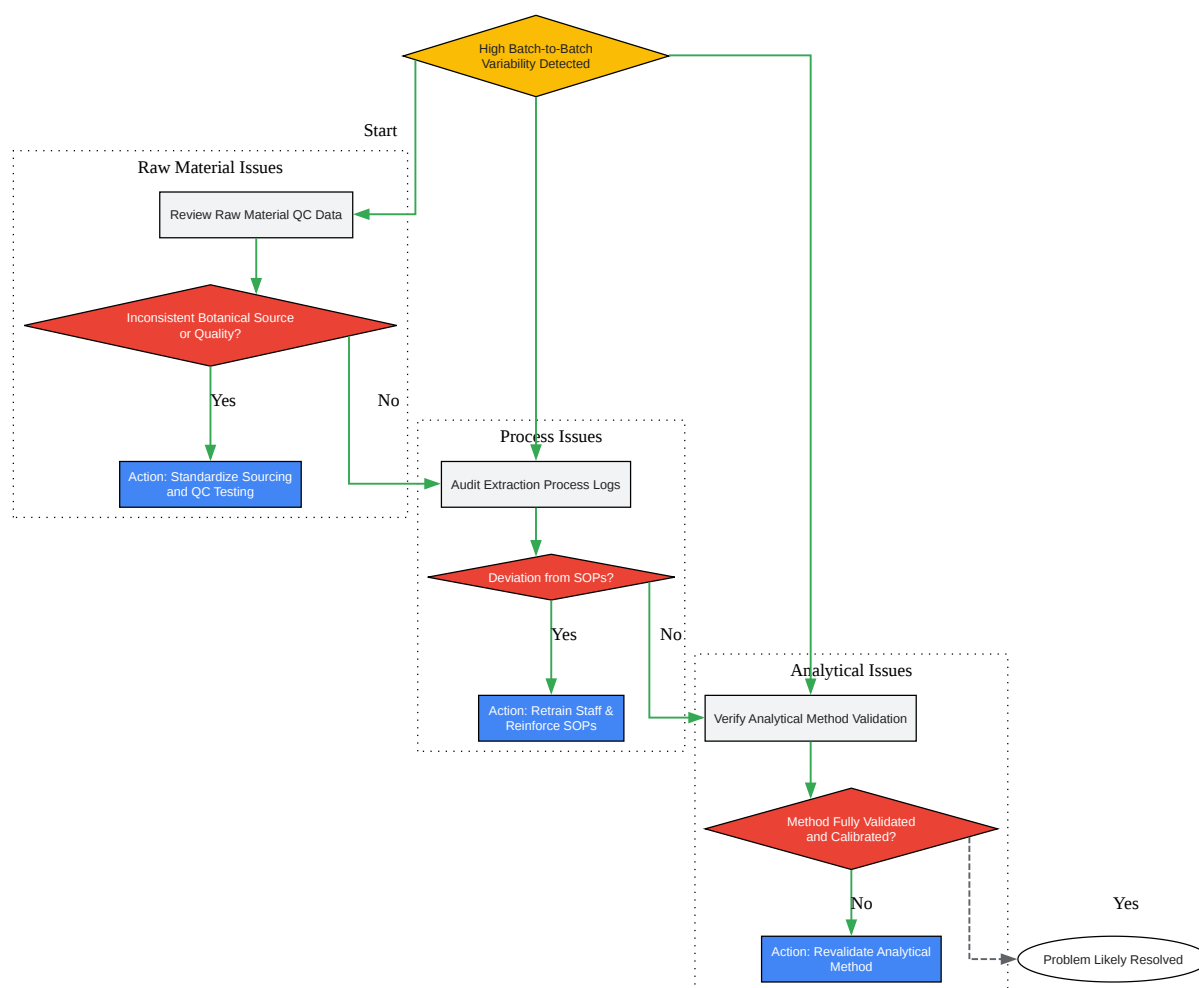 High Batch-to-Batch
Variability Detected
Start
Raw Material Issues
Review Raw Material QC Data
Inconsistent Botanical Source
or Quality?
Yes
No
Action: Standardize Sourcing
and QC Testing
Process Issues
Audit Extraction Process Logs
Deviation from SOPs?
Yes
No
Action: Retrain Staff &
Reinforce SOPs
Analytical Issues
Verify Analytical Method Validation
Method Fully Validated
and Calibrated?
No
Yes
Action: Revalidate Analytical
Method
Problem Likely Resolved